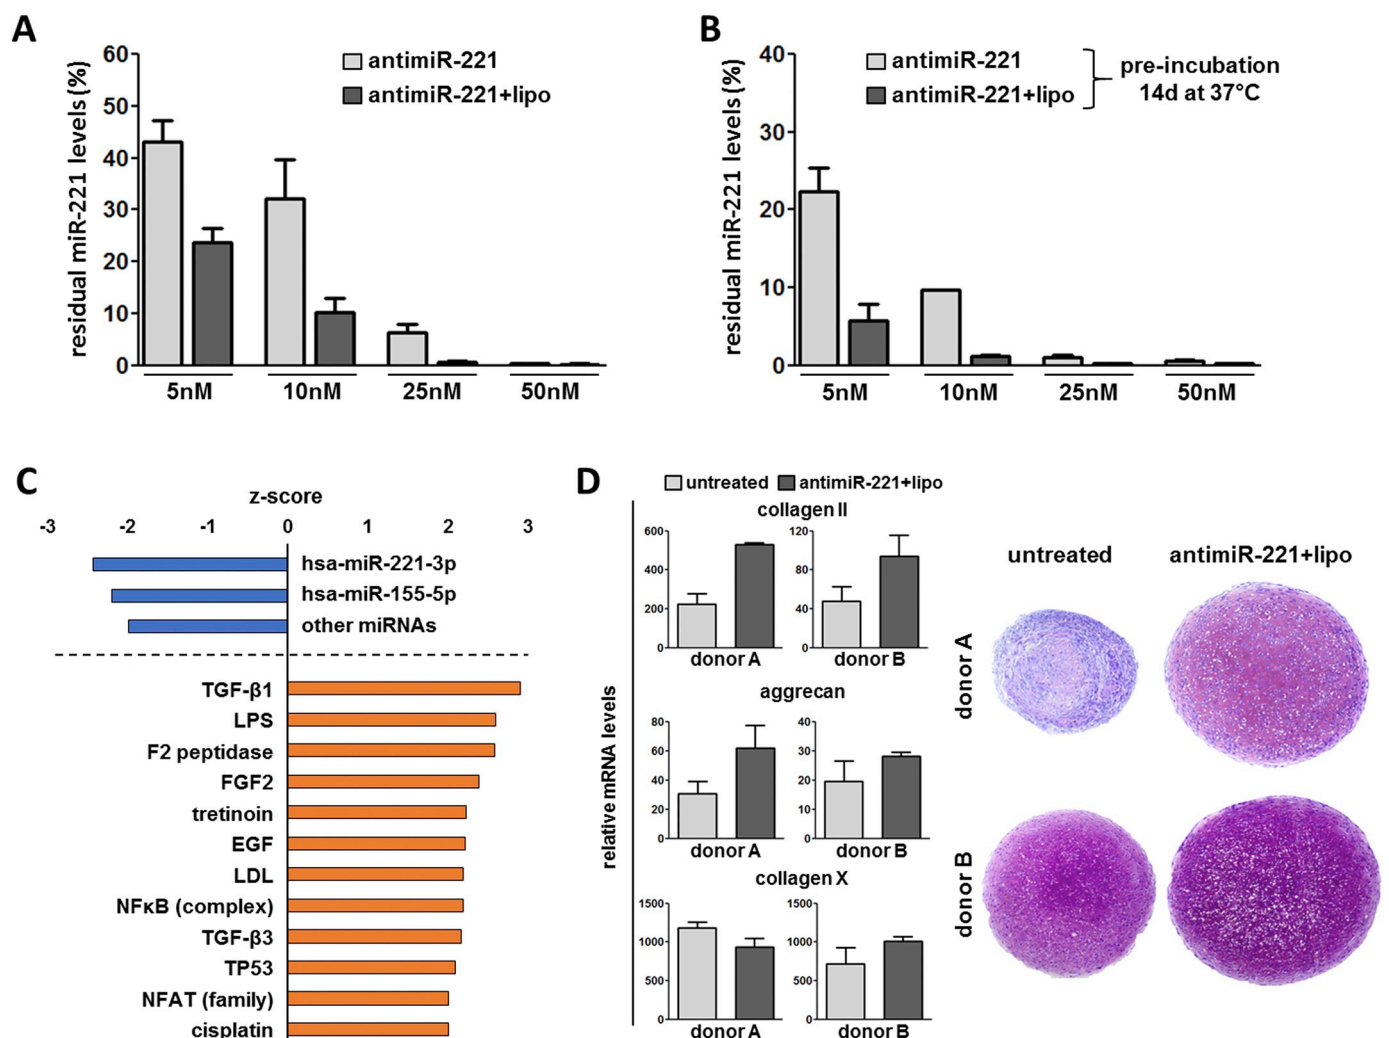 A
residual miR-221 levels (%)
60
50
40
30
20
10
0
antimiR-221
antimiR-221+lipo
5nM 10nM 25nM 50nM
B
residual miR-221 levels (%)
40
30
20
10
0
antimiR-221
antimiR-221+lipo
pre-incubation
14d at 37°C
5nM 10nM 25nM 50nM
C
z-score
-3 -2 -1 0 1 2 3
hsa-miR-221-3p
hsa-miR-155-5p
other miRNAs
TGF-β1
LPS
F2 peptidase
FGF2
tretinoin
EGF
LDL
NFκB (complex)
TGF-β3
TP53
NFAT (family)
cisplatin
D
untreated antimiR-221+lipo
relative mRNA levels
collagen II
600
400
200
0
donor A
120
80
40
0
donor B
aggrecan
80
60
40
20
0
donor A
40
30
20
10
0
donor B
collagen X
1500
1000
500
0
donor A
1500
1000
500
0
donor B
untreated antimiR-221+lipo
donor A
donor B